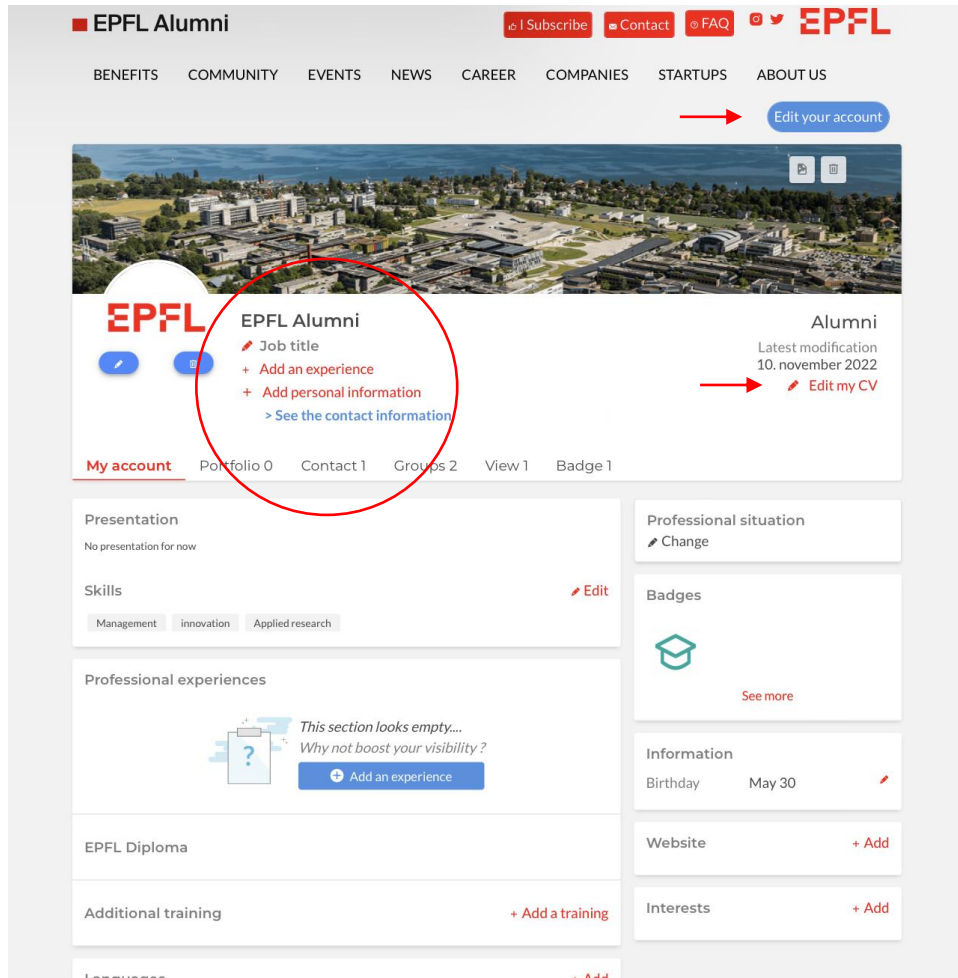 EPFL Alumni
I Subscribe
Contact
FAQ
EPFL
BENEFITS COMMUNITY EVENTS NEWS CAREER COMPANIES STARTUPS ABOUT US
Edit your account
EPFL
EPFL Alumni
Job title
+ Add an experience
+ Add personal information
> See the contact information
Alumni
Latest modification
10. november 2022
Edit my CV
My account Portfolio 0 Contact 1 Groups 2 View 1 Badge 1
Presentation
No presentation for now
Skills
Edit
Management innovation Applied research
Professional experiences
?
This section looks empty....
Why not boost your visibility ?
+ Add an experience
EPFL Diploma
Additional training
+ Add a training
Languages
+ Add
Professional situation
Change
Badges
See more
Information
Birthday May 30
Website + Add
Interests + Add